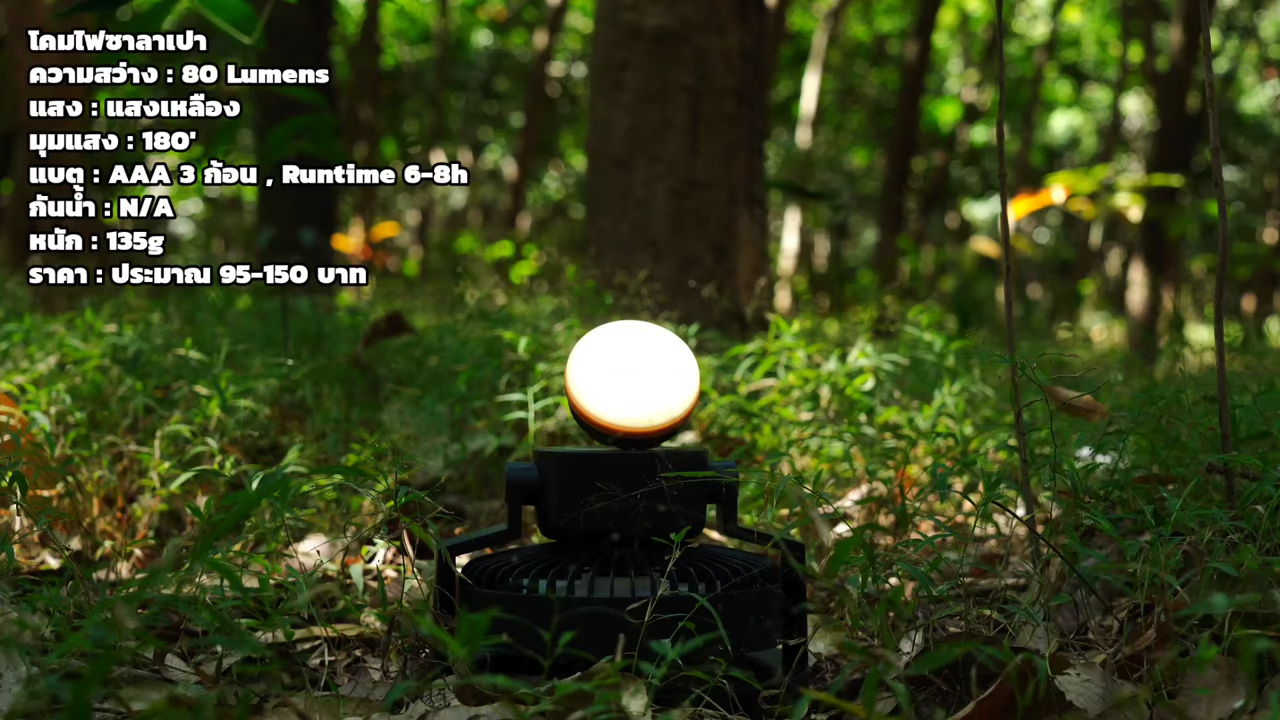 โคมไฟซาลาเปา
ความสว่าง : 80 Lumens
แสง : แสงเหลือง
มุมแสง : 180'
แบต : AAA 3 ก้อน , Runtime 6-8h
กันน้ำ : N/A
หนัก : 135g
ราคา : ประมาณ 95-150 บาท